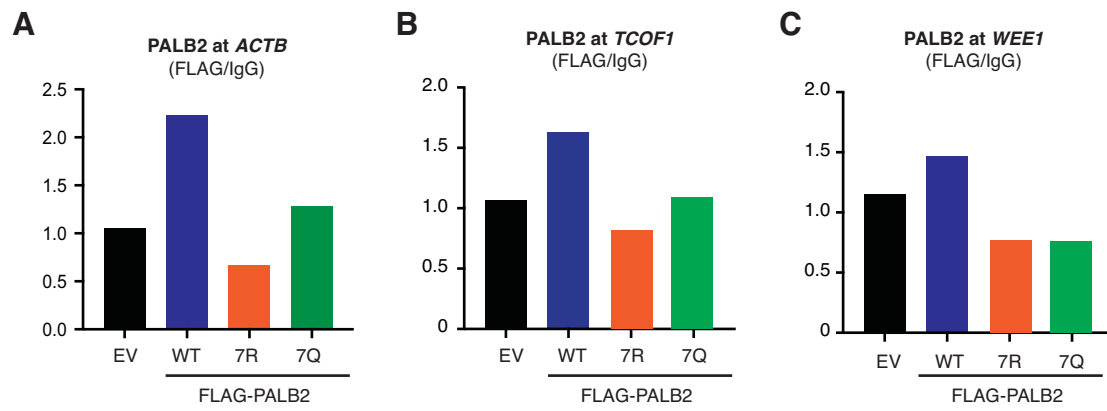 A
PALB2 at ACTB
(FLAG/IgG)
2.5
2.0
1.5
1.0
0.5
0.0
EV WT 7R 7Q
FLAG-PALB2
B
PALB2 at TCOF1
(FLAG/IgG)
2.0
1.5
1.0
0.5
0
EV WT 7R 7Q
FLAG-PALB2
C
PALB2 at WEE1
(FLAG/IgG)
2.0
1.5
1.0
0.5
0
EV WT 7R 7Q
FLAG-PALB2